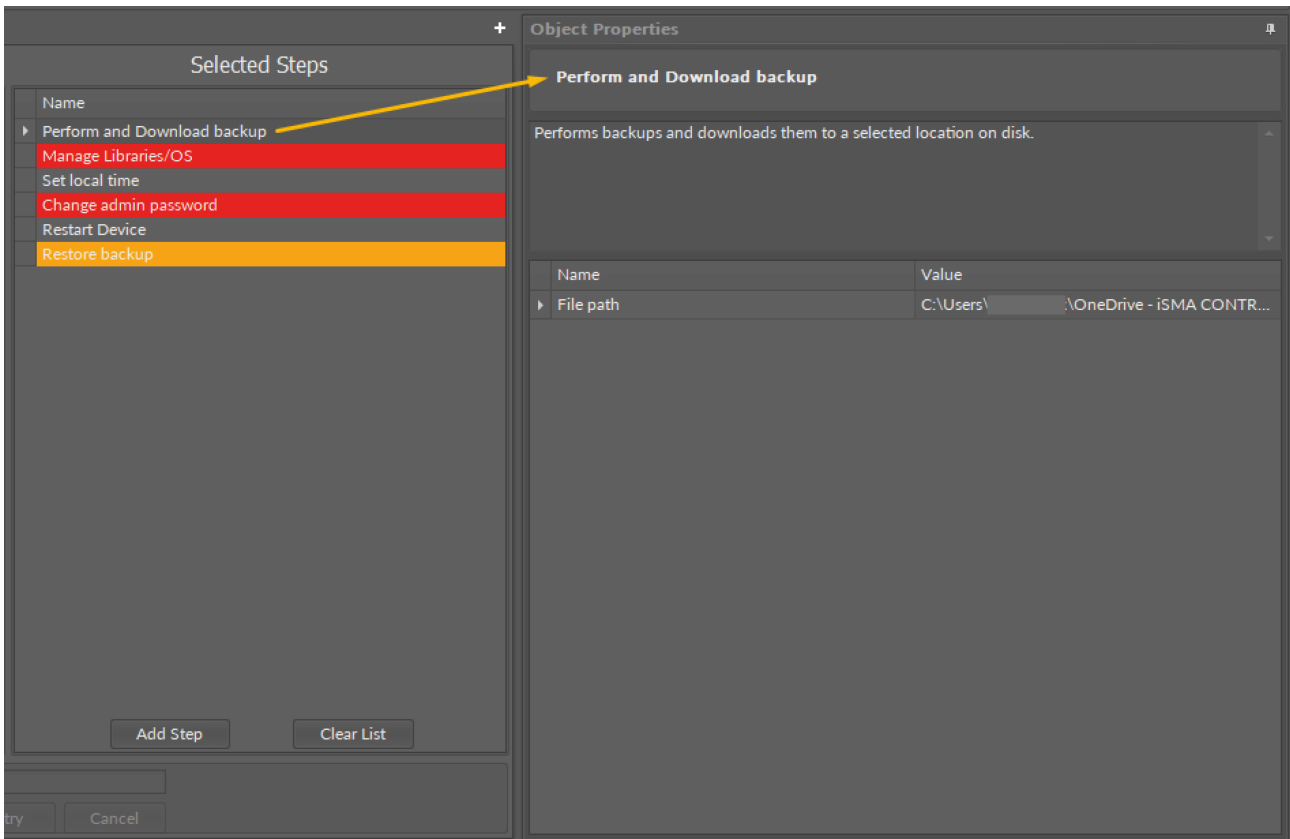 +
Selected Steps
Name
Perform and Download backup
Manage Libraries/OS
Set local time
Change admin password
Restart Device
Restore backup
Add Step Clear List
try Cancel
Object Properties
Perform and Download backup
Performs backups and downloads them to a selected location on disk.
Name Value
File path C:\Users\ :\OneDrive - iSMA CONTR...